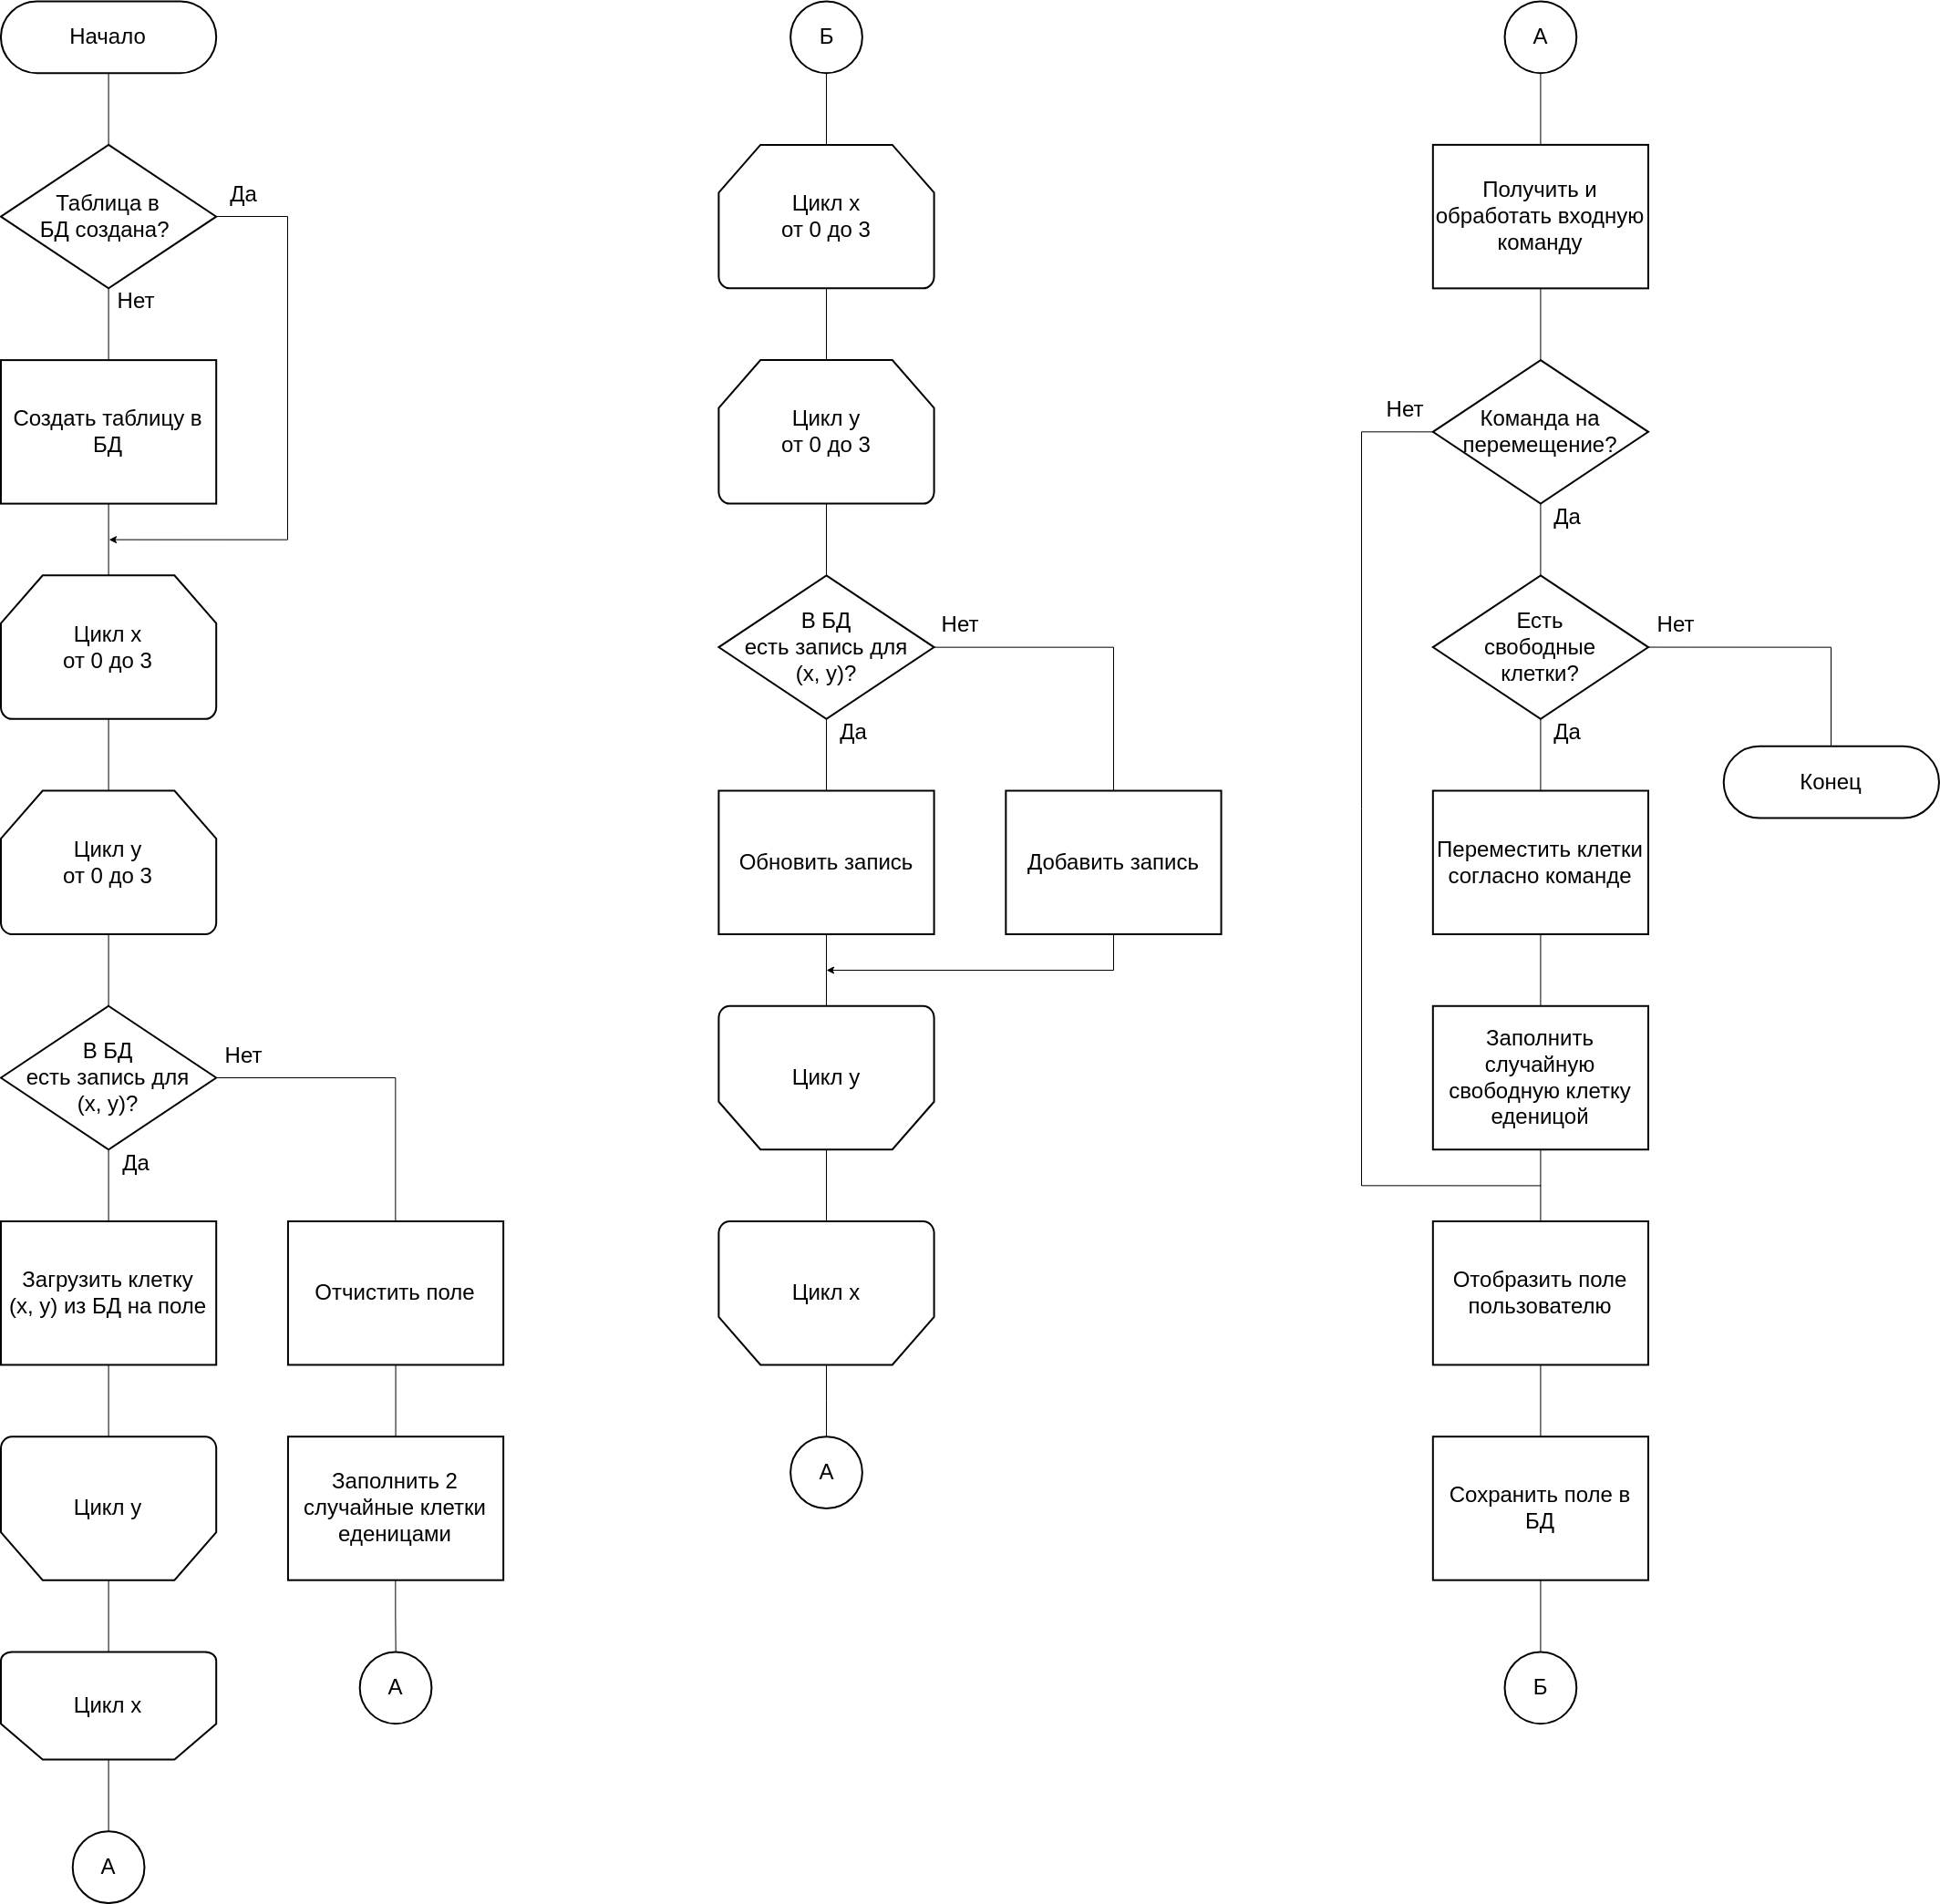 Начало
Таблица в
БД создана?
Да
Нет
Создать таблицу в
БД
Цикл x
от 0 до 3
Цикл y
от 0 до 3
В БД
есть запись для
(x, y)?
Нет
Да
Загрузить клетку
(x, y) из БД на поле
Отчистить поле
Цикл y
Заполнить 2
случайные клетки
еденицами
Цикл x
А
А
Б
Цикл x
от 0 до 3
Цикл y
от 0 до 3
В БД
есть запись для
(x, y)?
Нет
Да
Обновить запись
Добавить запись
Цикл y
Цикл x
А
А
Получить и
обработать входную
команду
Команда на
перемещение?
Нет
Да
Есть
свободные
клетки?
Нет
Да
Конец
Переместить клетки
согласно команде
Заполнить
случайную
свободную клетку
еденицой
Отобразить поле
пользователю
Сохранить поле в
БД
Б